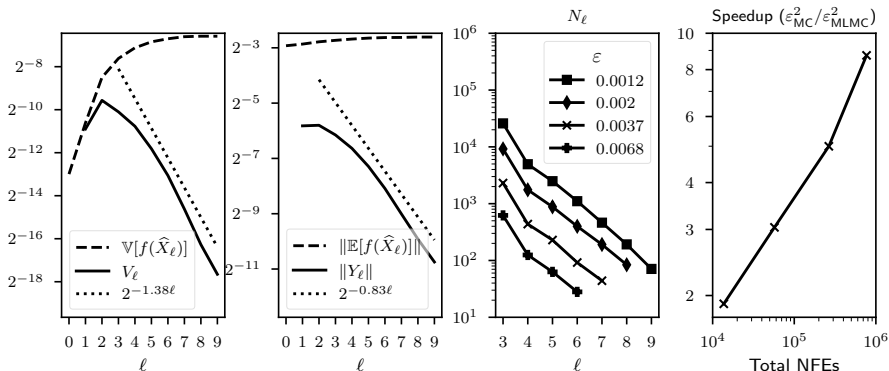 2^{-8}
2^{-10}
2^{-12}
2^{-14}
2^{-16}
2^{-18}
𝕍[f(X̂_ℓ)]
V_ℓ
2^{-1.38ℓ}
0 1 2 3 4 5 6 7 8 9
ℓ
2^{-3}
2^{-5}
2^{-7}
2^{-9}
2^{-11}
‖𝔼[f(X̂_ℓ)]‖
‖Y_ℓ‖
2^{-0.83ℓ}
0 1 2 3 4 5 6 7 8 9
ℓ
N_ℓ
10^6
10^5
10^4
10^3
10^2
10^1
ε
0.0012
0.002
0.0037
0.0068
3 4 5 6 7 8 9
ℓ
Speedup (ε²_MC/ε²_MLMC)
10
9
8
7
6
5
4
3
2
10^4 10^5 10^6
Total NFEs